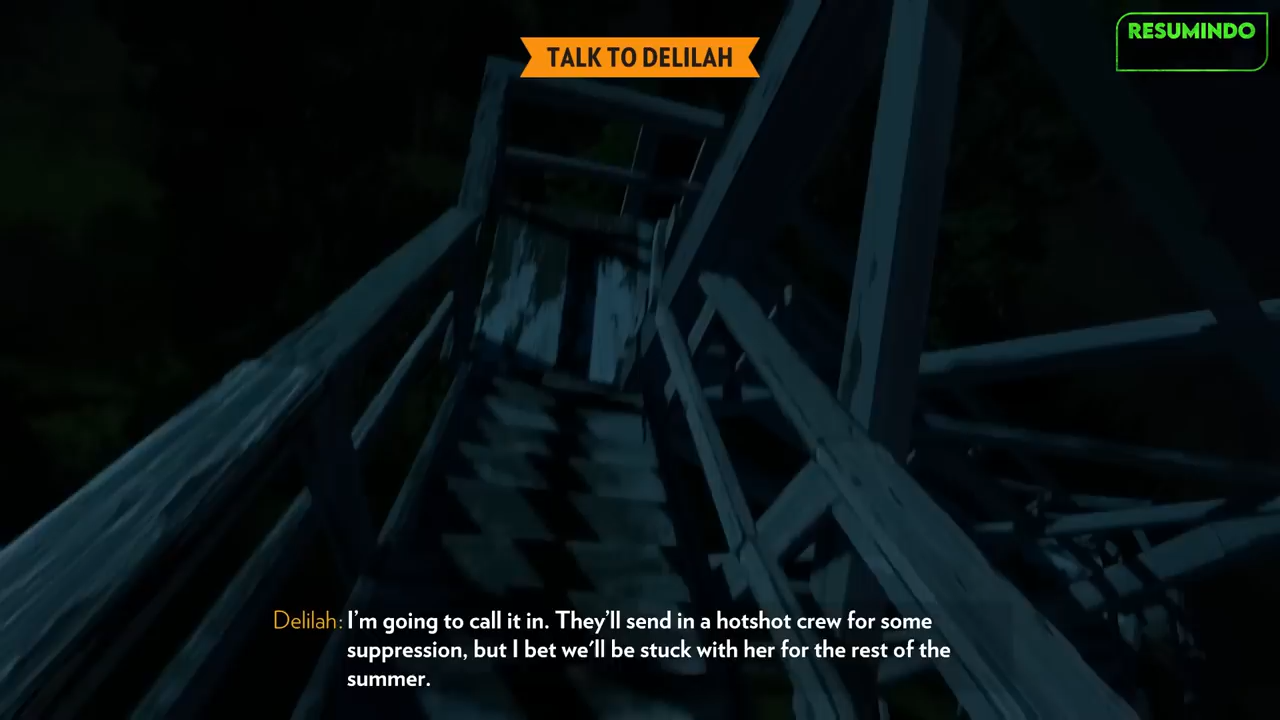 RESUMINDO
TALK TO DELILAH
Delilah: I'm going to call it in. They'll send in a hotshot crew for some
suppression, but I bet we'll be stuck with her for the rest of the
summer.